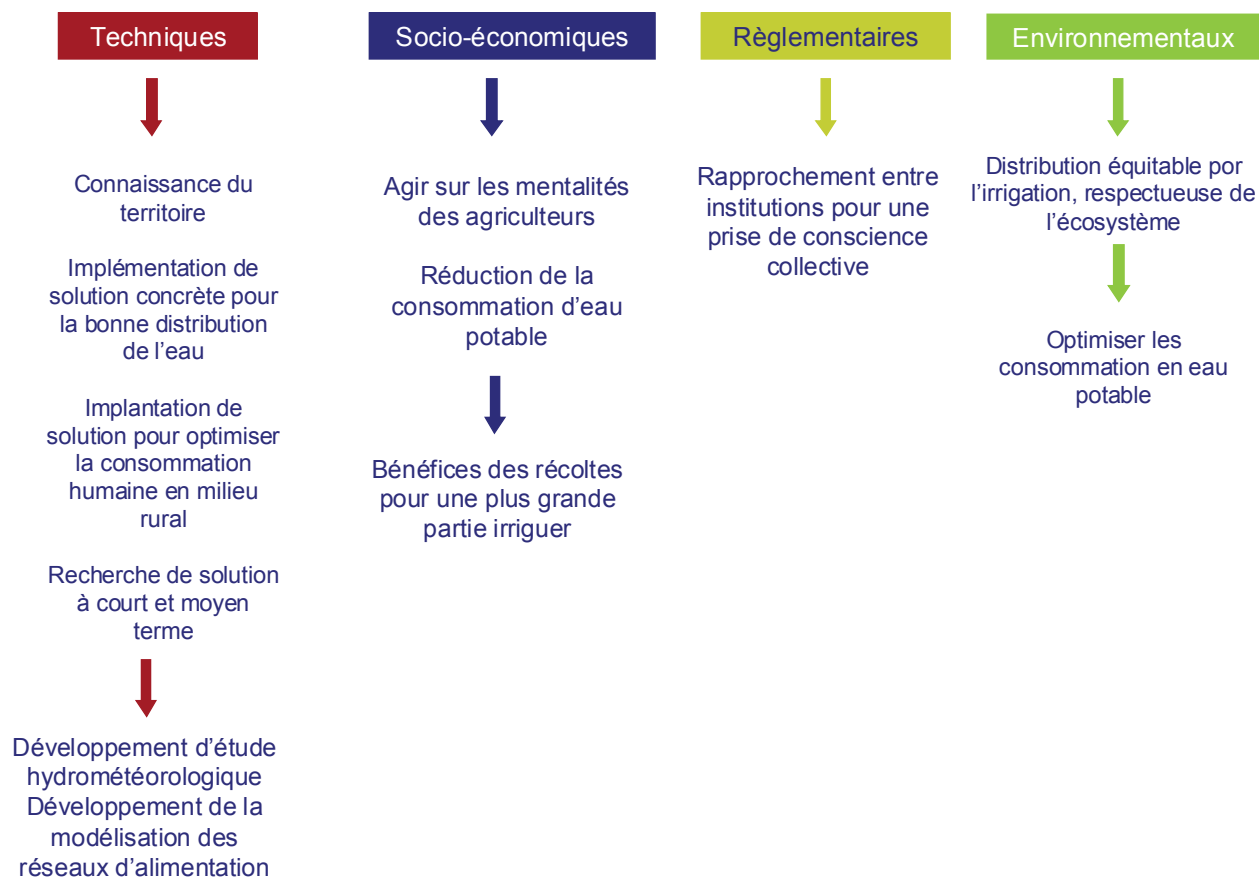 Techniques
Connaissance du
territoire
Implémentation de
solution concrète pour
la bonne distribution
de l’eau
Implantation de
solution pour optimiser
la consommation
humaine en milieu
rural
Recherche de solution
à court et moyen
terme
Développement d’étude
hydrométéorologique
Développement de la
modélisation des
réseaux d’alimentation
Socio-économiques
Agir sur les mentalités
des agriculteurs
Réduction de la
consommation d’eau
potable
Bénéfices des récoltes
pour une plus grande
partie irriguer
Règlementaires
Rapprochement entre
institutions pour une
prise de conscience
collective
Environnementaux
Distribution équitable por
l’irrigation, respectueuse de
l’écosystème
Optimiser les
consommation en eau
potable